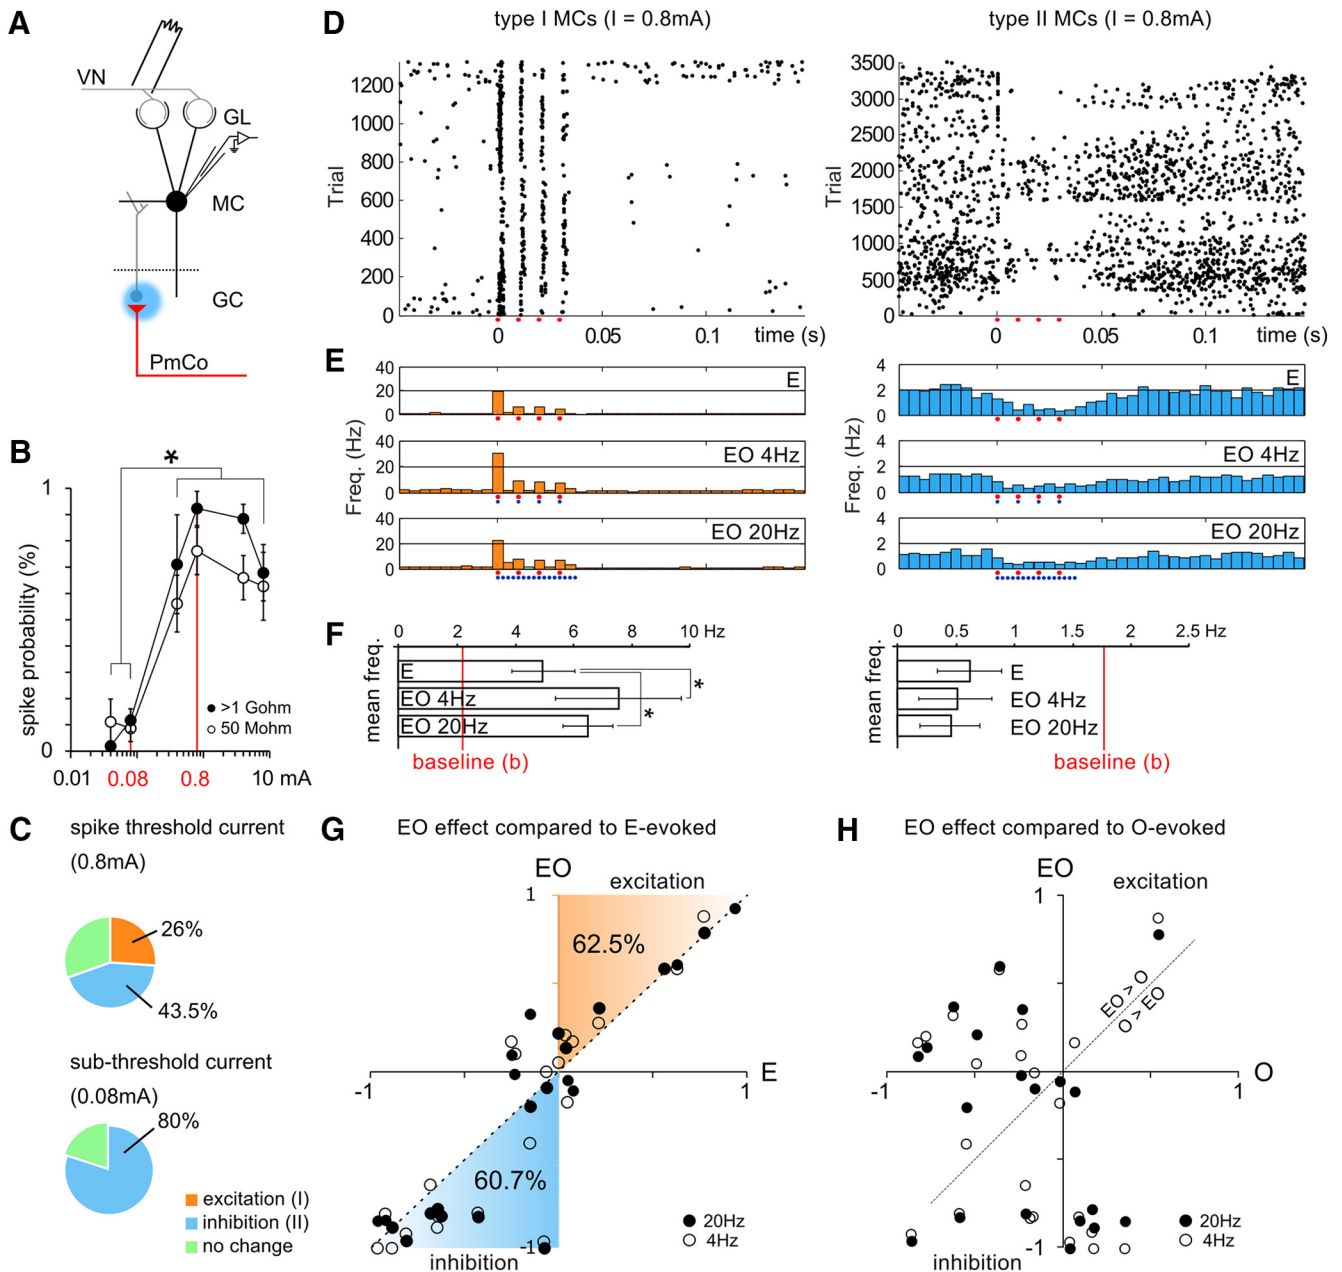 A
VN
GL
MC
GC
PmCo
B
*
spike probability (%)
1
0
>1 Gohm
50 Mohm
0.01 0.08 0.8 10 mA
C
spike threshold current
(0.8mA)
26%
43.5%
sub-threshold current
(0.08mA)
80%
excitation (I)
inhibition (II)
no change
D
type I MCs (I = 0.8mA)
Trial
1200
1000
800
600
400
200
0
0 0.05 0.1 time (s)
type II MCs (I = 0.8mA)
Trial
3500
3000
2500
2000
1500
1000
500
0
0 0.05 0.1 time (s)
E
Freq. (Hz)
40
20
0
E
40
20
0
EO 4Hz
40
20
0
EO 20Hz
Freq. (Hz)
4
2
0
E
4
2
0
EO 4Hz
4
2
0
EO 20Hz
F
mean freq.
0 2 4 6 8 10 Hz
E
EO 4Hz
EO 20Hz
*
*
baseline (b)
mean freq.
0 0.5 1 1.5 2 2.5 Hz
E
EO 4Hz
EO 20Hz
baseline (b)
G
EO effect compared to E-evoked
EO
1
excitation
62.5%
-1
1
E
60.7%
-1
inhibition
20Hz
4Hz
H
EO effect compared to O-evoked
EO
1
excitation
EO > O
O > EO
-1
1
O
-1
inhibition
20Hz
4Hz